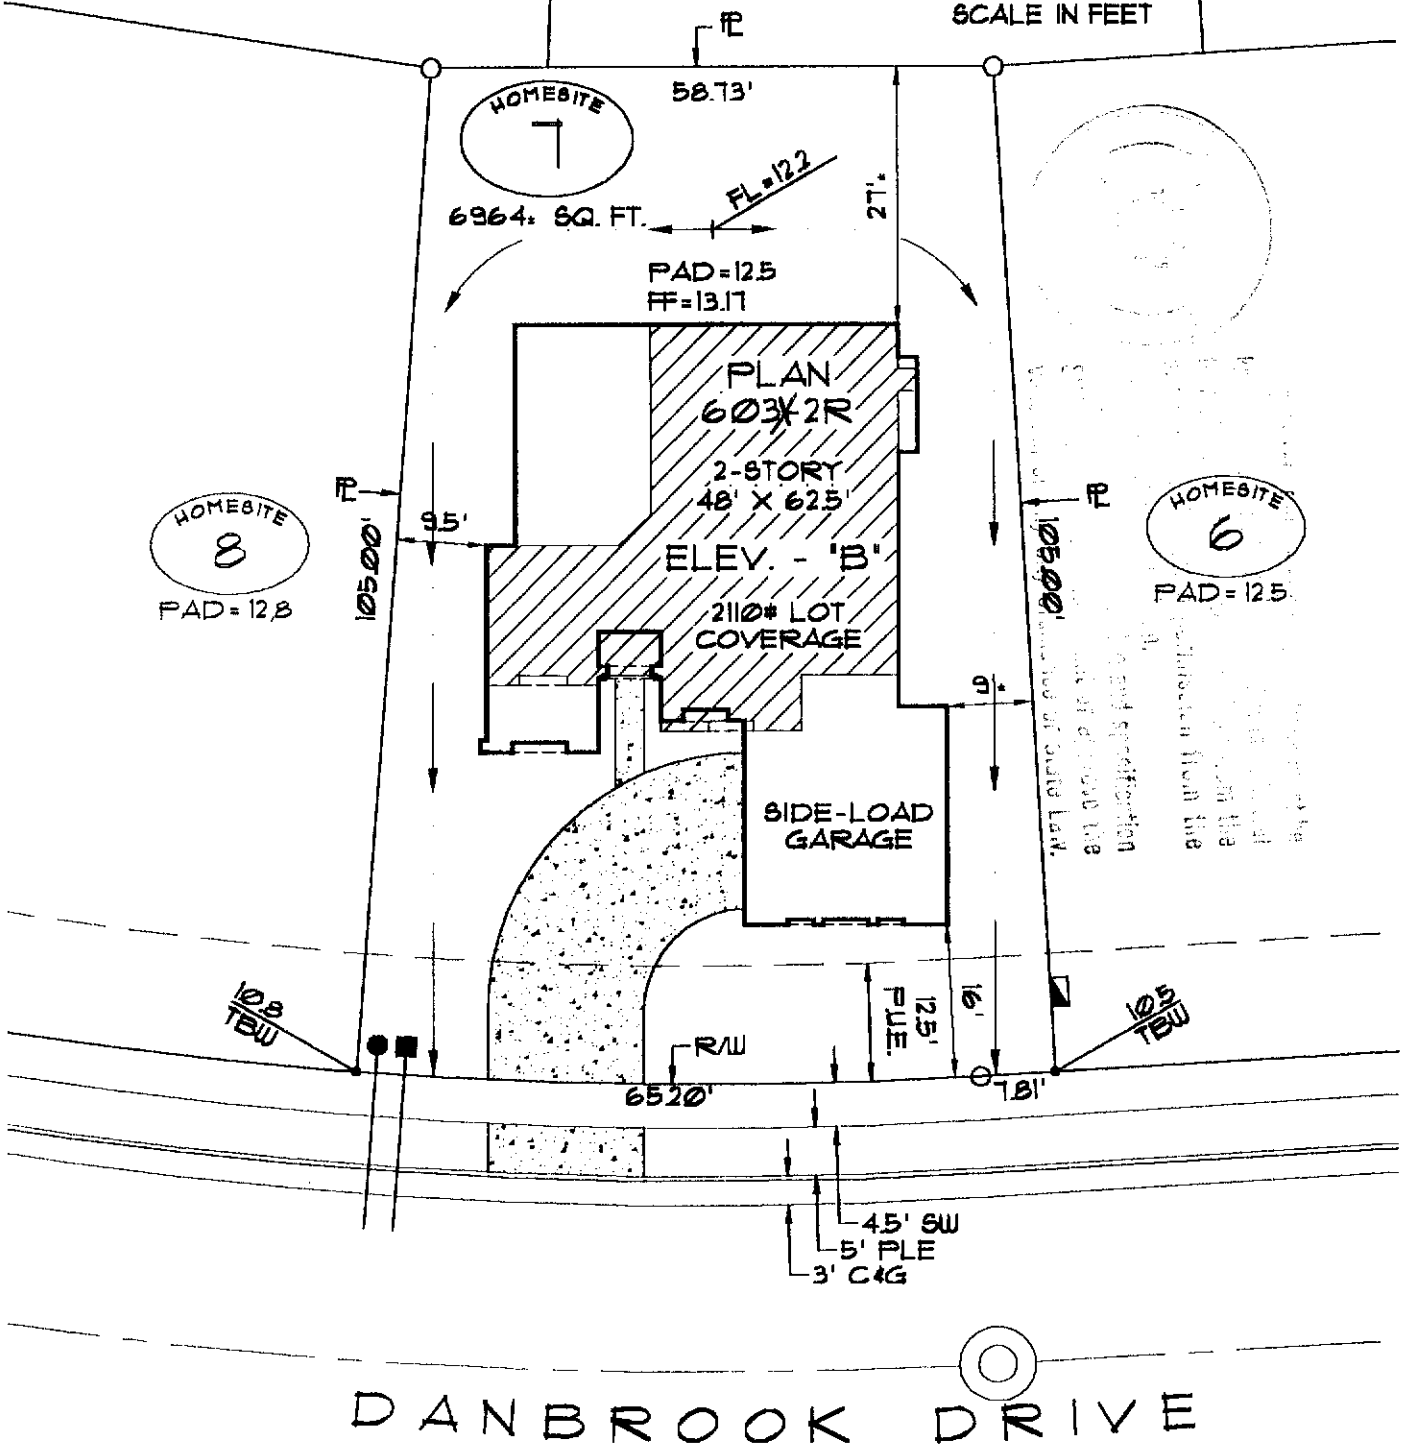 SCALE IN FEET
PL
58.73'
HOMESITE
7
6964± SQ. FT.
FL=12.2
27'±
PAD=12.5
FF=13.17
PLAN
603X-2R
2-STORY
48' X 62.5'
ELEV. - "B"
2110# LOT
COVERAGE
PL
9.5'
HOMESITE
8
PAD=12.8
105.00'
PL
105.00'
HOMESITE
6
PAD=12.5
9'±
SIDE-LOAD
GARAGE
10.8
TBW
10.5
TBW
12.5'
P.U.E.
16'
R/W
65.20'
7.81'
4.5' SW
5' PLE
3' C&G
DANBROOK DRIVE